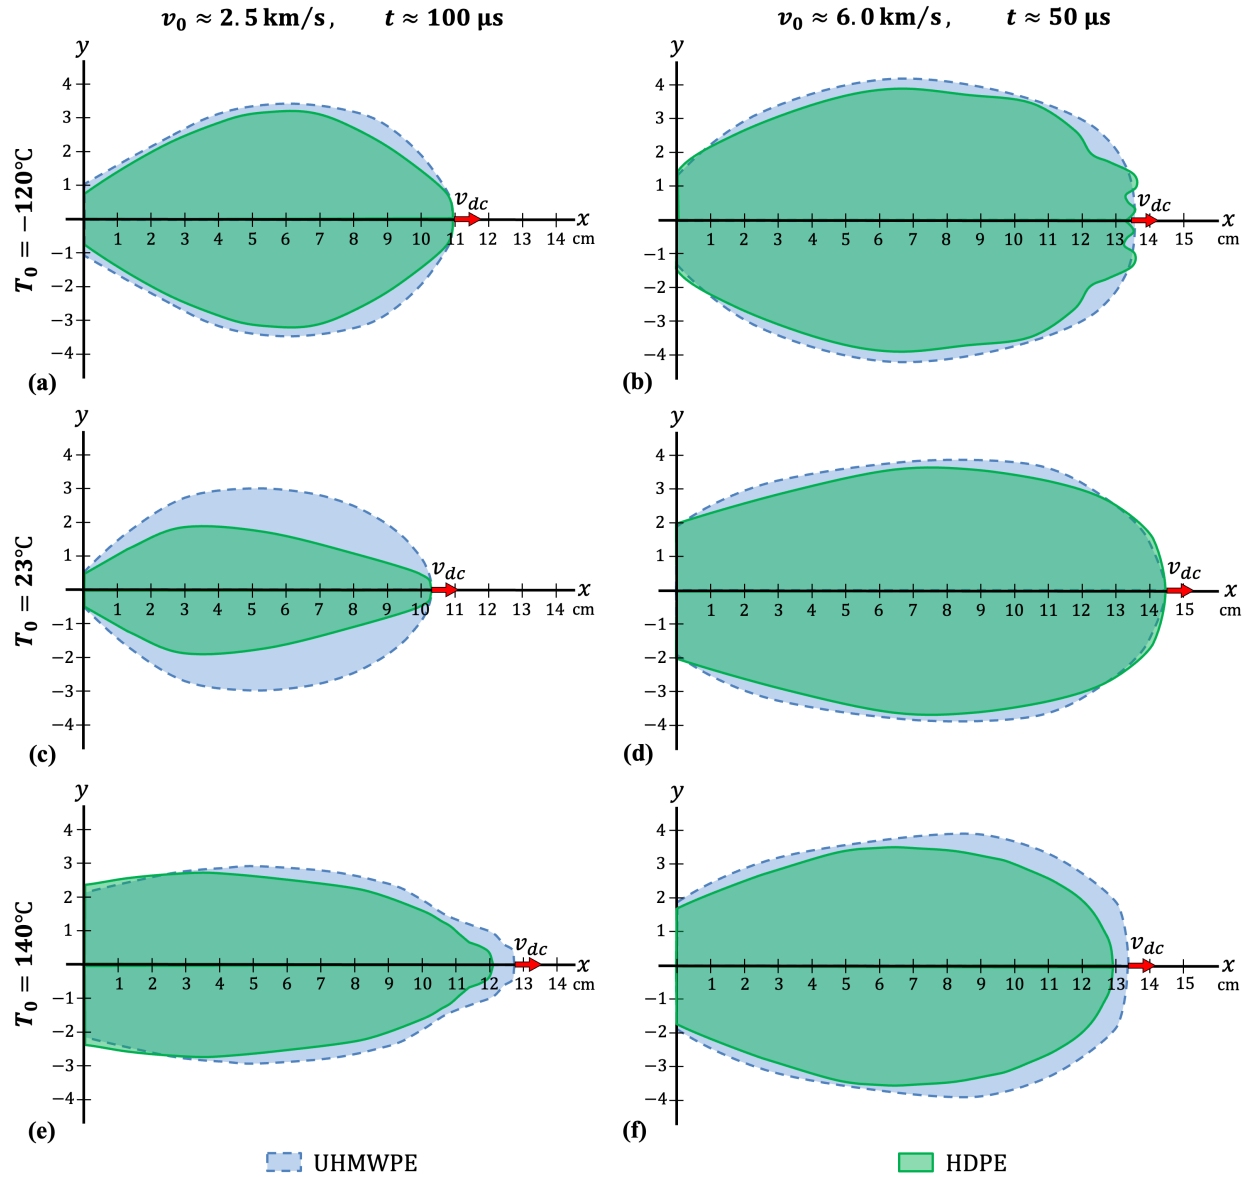 v₀ ≈ 2.5 km/s, t ≈ 100 μs
v₀ ≈ 6.0 km/s, t ≈ 50 μs
T₀ = −120℃
y
4
3
2
1
−1
−2
−3
−4
1 2 3 4 5 6 7 8 9 10 11 12 13 14 cm
v_dc
x
(a)
y
4
3
2
1
−1
−2
−3
−4
1 2 3 4 5 6 7 8 9 10 11 12 13 14 15 cm
v_dc
x
(b)
T₀ = 23℃
y
4
3
2
1
−1
−2
−3
−4
1 2 3 4 5 6 7 8 9 10 11 12 13 14 cm
v_dc
x
(c)
y
4
3
2
1
−1
−2
−3
−4
1 2 3 4 5 6 7 8 9 10 11 12 13 14 15 cm
v_dc
x
(d)
T₀ = 140℃
y
4
3
2
1
−1
−2
−3
−4
1 2 3 4 5 6 7 8 9 10 11 12 13 14 cm
v_dc
x
(e)
y
4
3
2
1
−1
−2
−3
−4
1 2 3 4 5 6 7 8 9 10 11 12 13 14 15 cm
v_dc
x
(f)
UHMWPE
HDPE